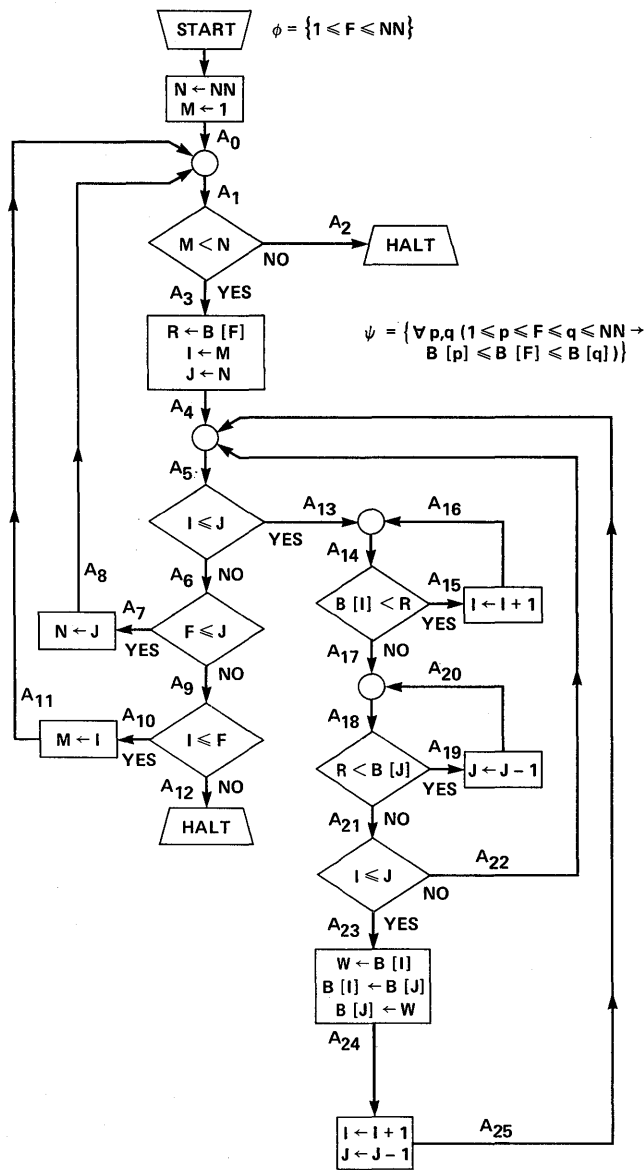 START
ϕ = {1 ⩽ F ⩽ NN}
N ← NN
M ← 1
A0
A1
M < N
A2
NO
HALT
A3
YES
R ← B [F]
I ← M
J ← N
ψ = {∀ p,q (1 ⩽ p ⩽ F ⩽ q ⩽ NN →
B [p] ⩽ B [F] ⩽ B [q])}
A4
A5
I ⩽ J
A13
YES
A16
A14
A6
NO
A8
B [I] < R
A15
YES
I ← I + 1
N ← J
A7
YES
F ⩽ J
A17
NO
A20
A9
NO
A11
A18
M ← I
A10
YES
I ⩽ F
R < B [J]
A19
YES
J ← J - 1
A12
NO
HALT
A21
NO
I ⩽ J
A22
NO
A23
YES
W ← B [I]
B [I] ← B [J]
B [J] ← W
A24
I ← I + 1
J ← J - 1
A25